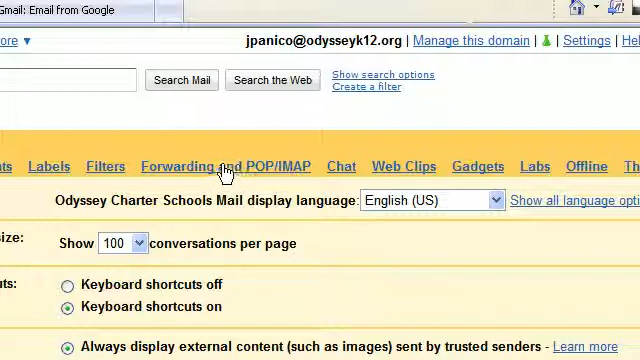 Gmail: Email from Google
ore ▼ jpanico@odysseyk12.org | Manage this domain | Settings | Hel
Search Mail Search the Web Show search options
Create a filter
nts Labels Filters Forwarding and POP/IMAP Chat Web Clips Gadgets Labs Offline Th
Odyssey Charter Schools Mail display language: English (US) Show all language opti
size: Show 100 conversations per page
uts: Keyboard shortcuts off
Keyboard shortcuts on
Always display external content (such as images) sent by trusted senders - Learn more